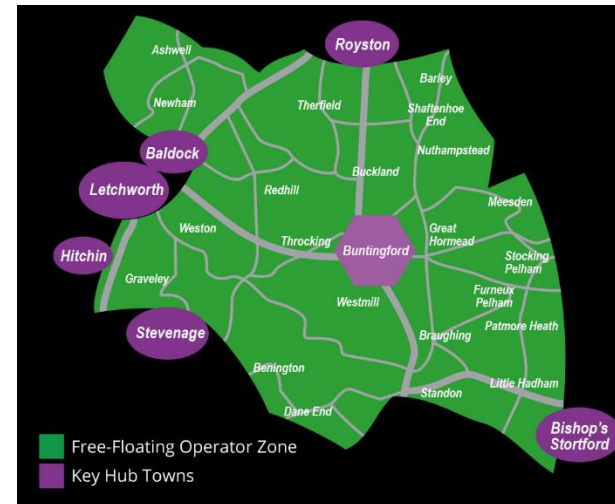 Royston
Ashwell
Barley
Newham
Therfield
Shaftenhoe
End
Baldock
Nuthampstead
Buckland
Letchworth
Redhill
Meesden
Weston
Great
Hormead
Throcking
Buntingford
Hitchin
Stocking
Pelham
Graveley
Furneux
Pelham
Westmill
Stevenage
Patmore Heath
Braughing
Benington
Little Hadham
Standon
Dane End
Bishop's
Stortford
Free-Floating Operator Zone
Key Hub Towns